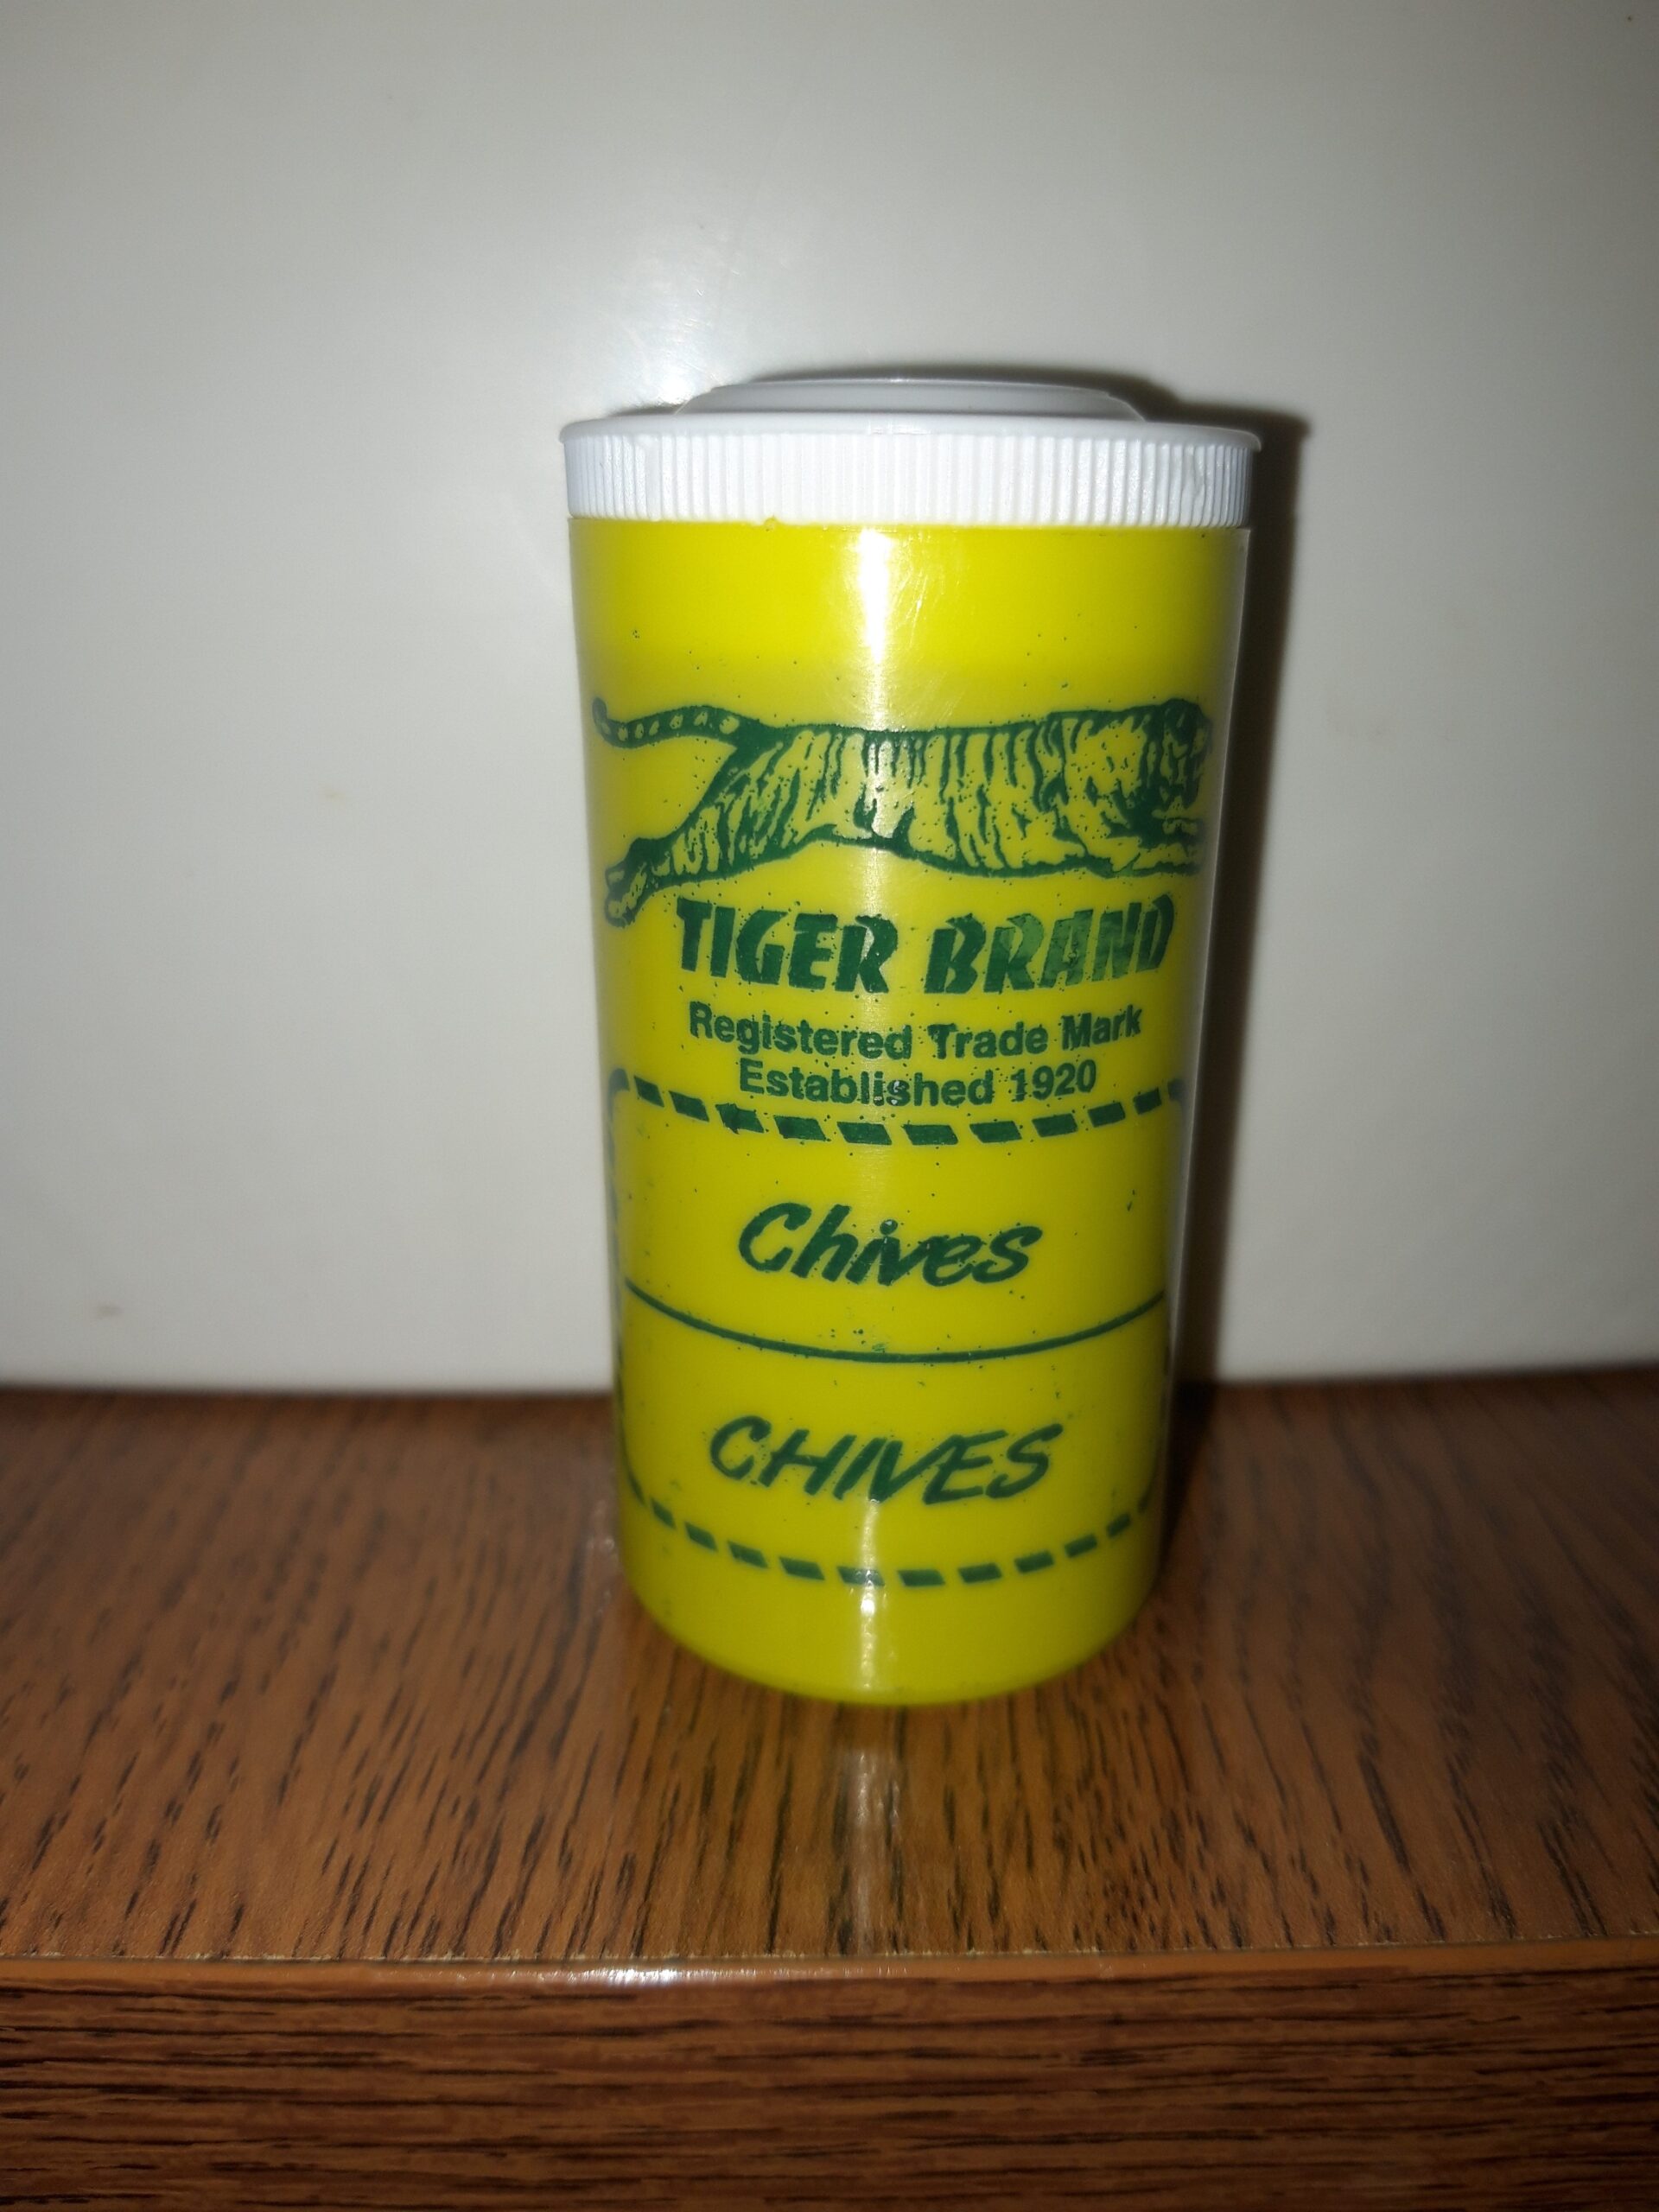 TIGER BRAND
Registered Trade Mark
Established 1920
Chives
CHIVES